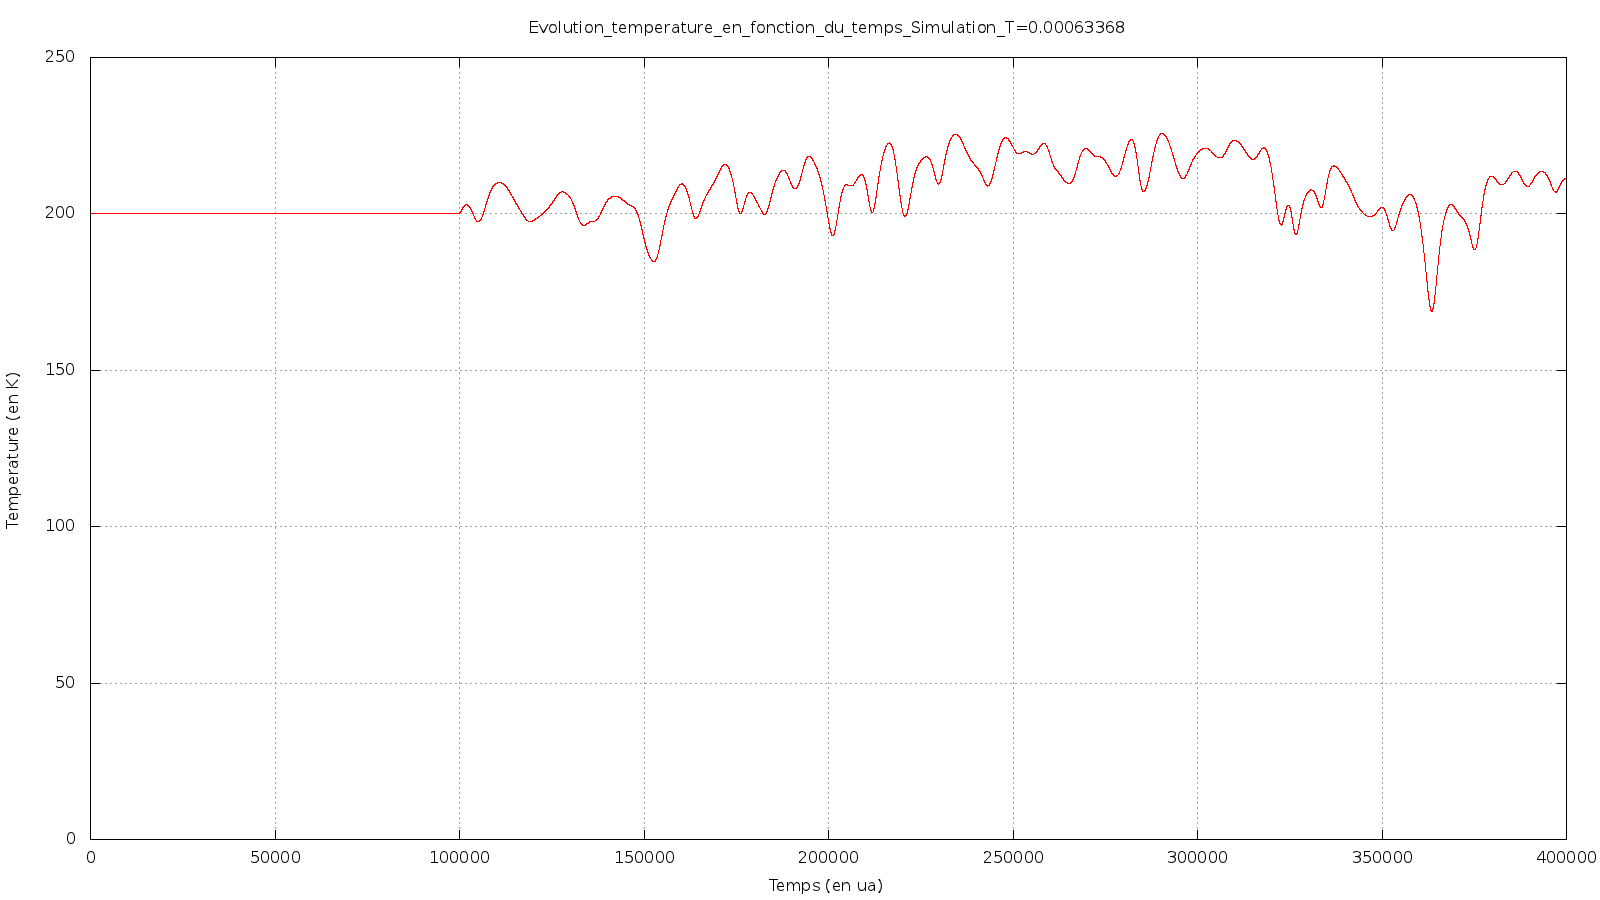 Evolution_temperature_en_fonction_du_temps_Simulation_T=0.00063368
250
200
150
100
50
0
Temperature (en K)
0 50000 100000 150000 200000 250000 300000 350000 400000
Temps (en ua)